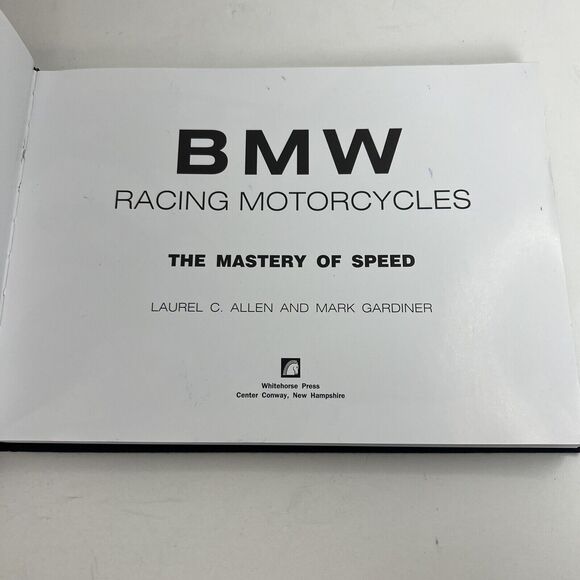 BMW
RACING MOTORCYCLES
THE MASTERY OF SPEED
LAUREL C. ALLEN AND MARK GARDINER
Whitehorse Press
Center Conway, New Hampshire